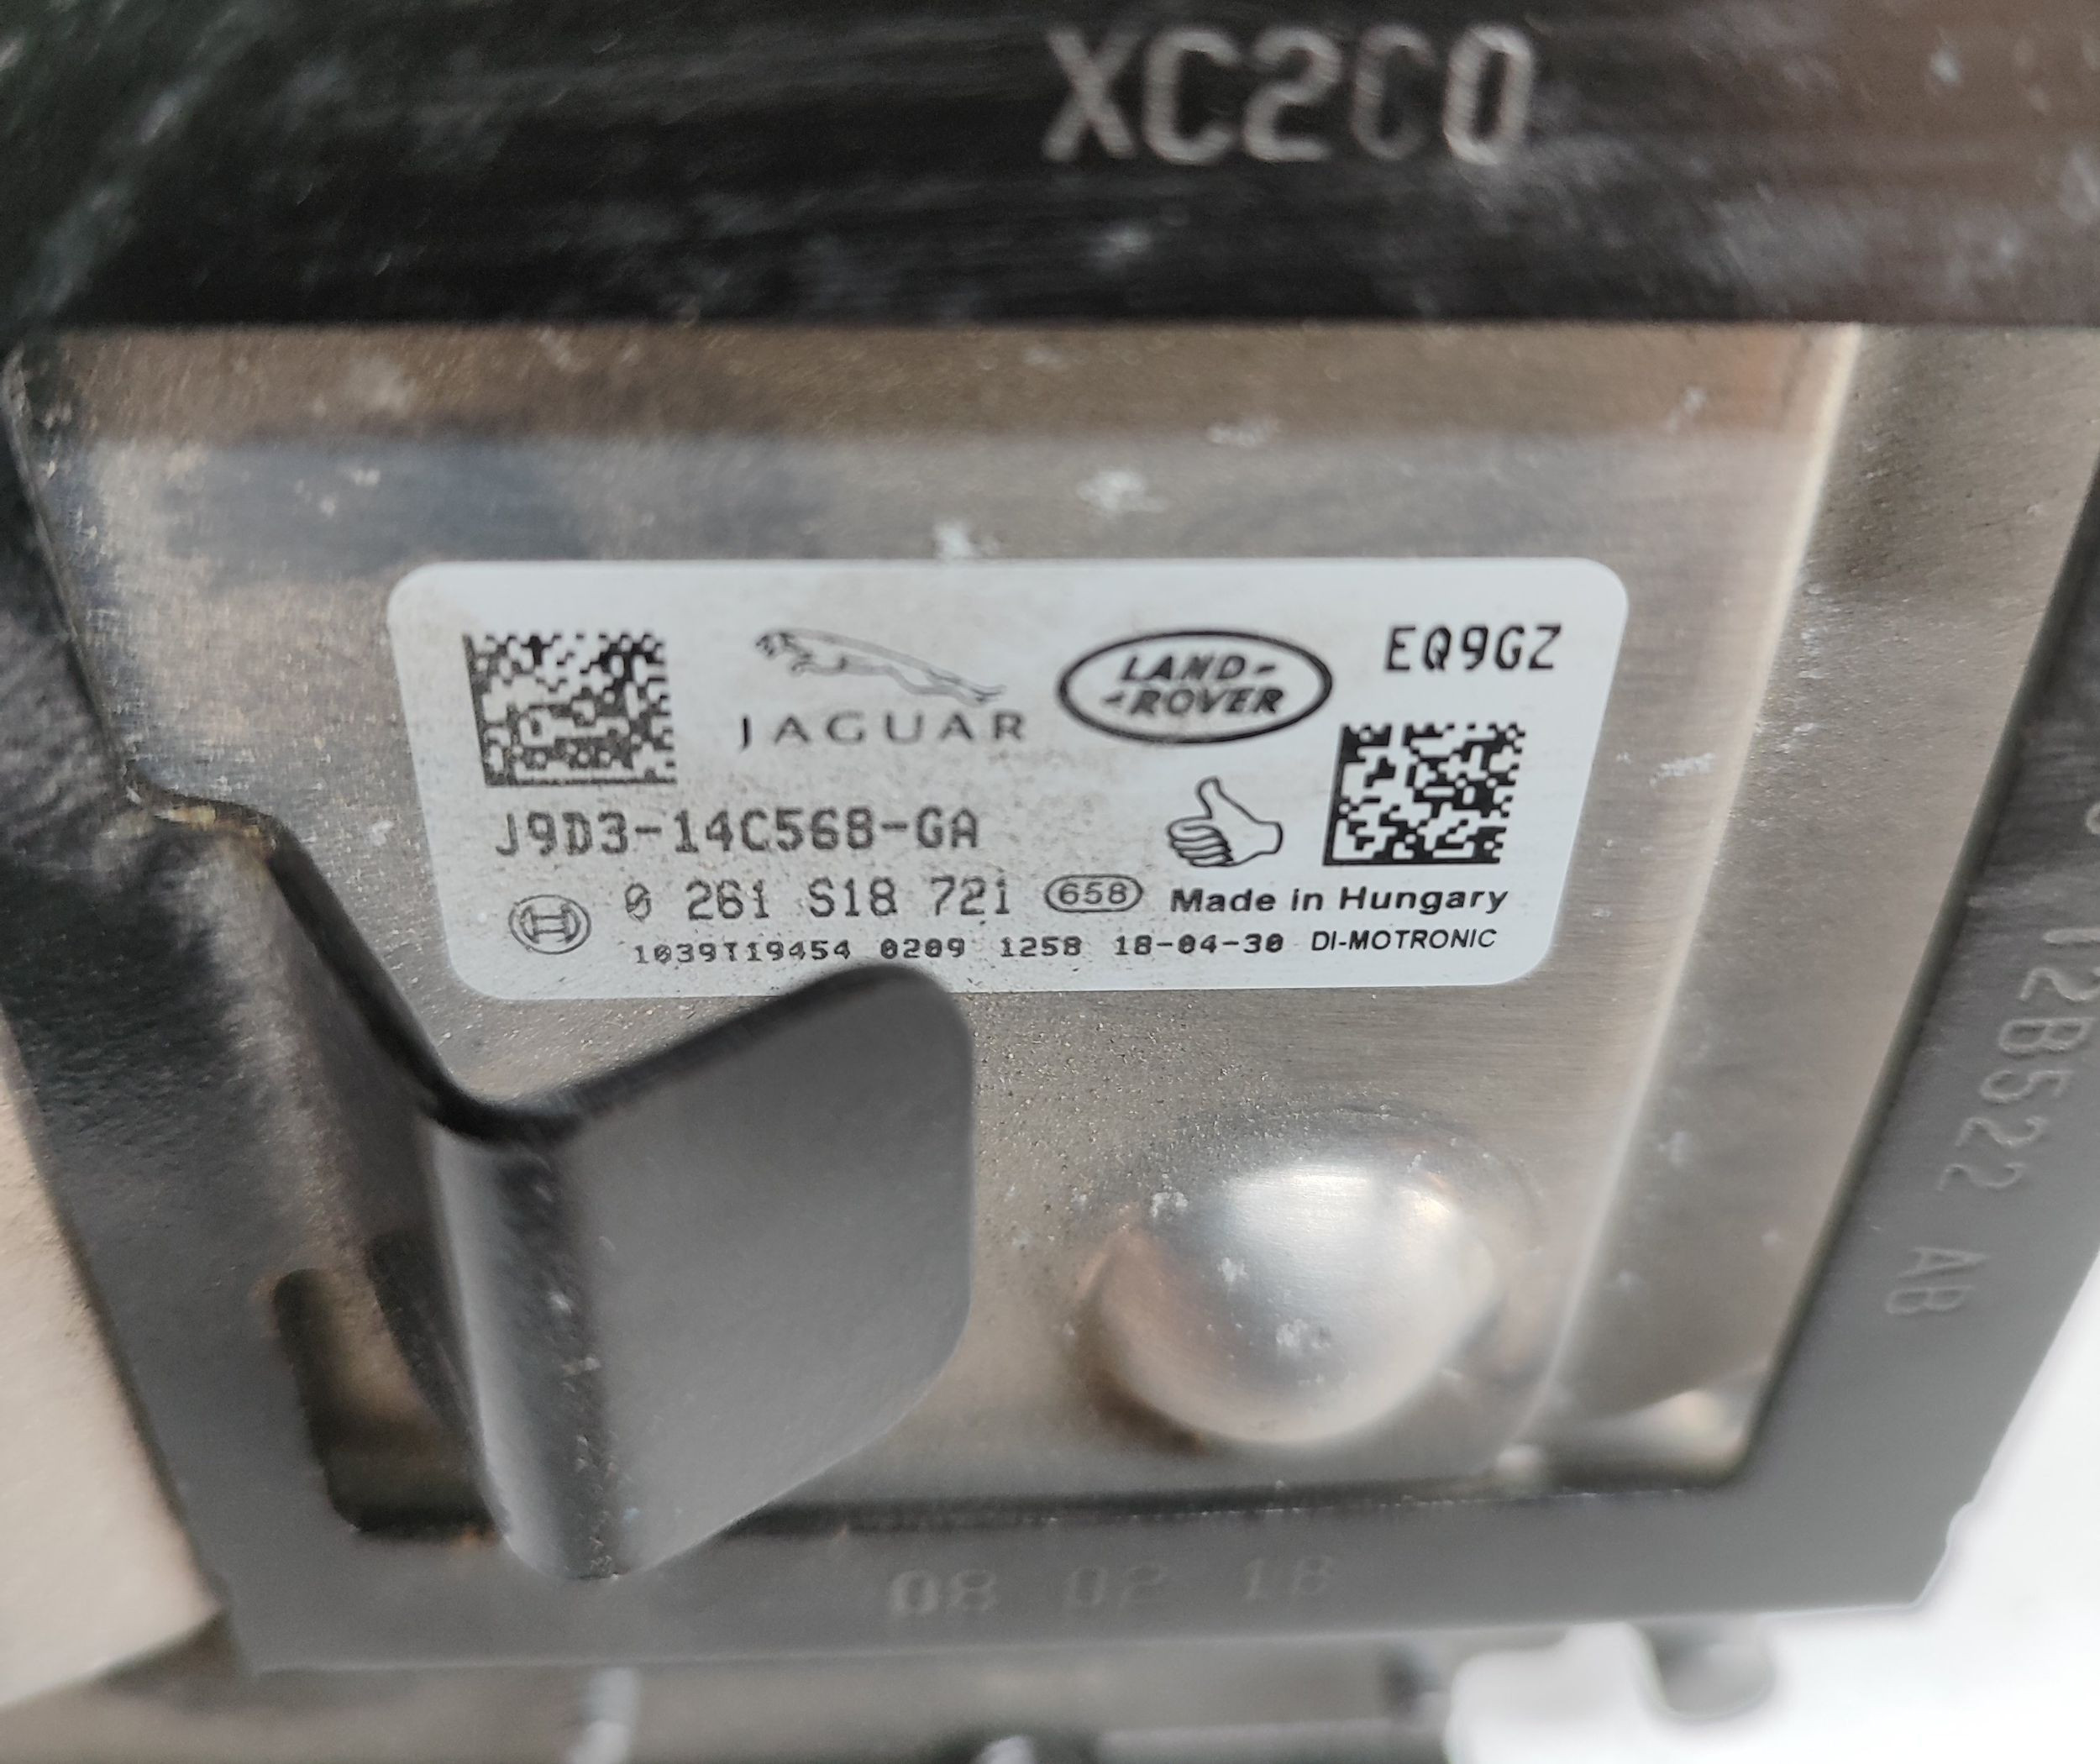 XC2C0
EQ9GZ
JAGUAR
LAND-
-ROVER
J9D3-14C568-GA
0 261 S18 721 658 Made in Hungary
1039T19454 0209 1258 18-04-30 DI-MOTRONIC
12B522 AB
08 02 18